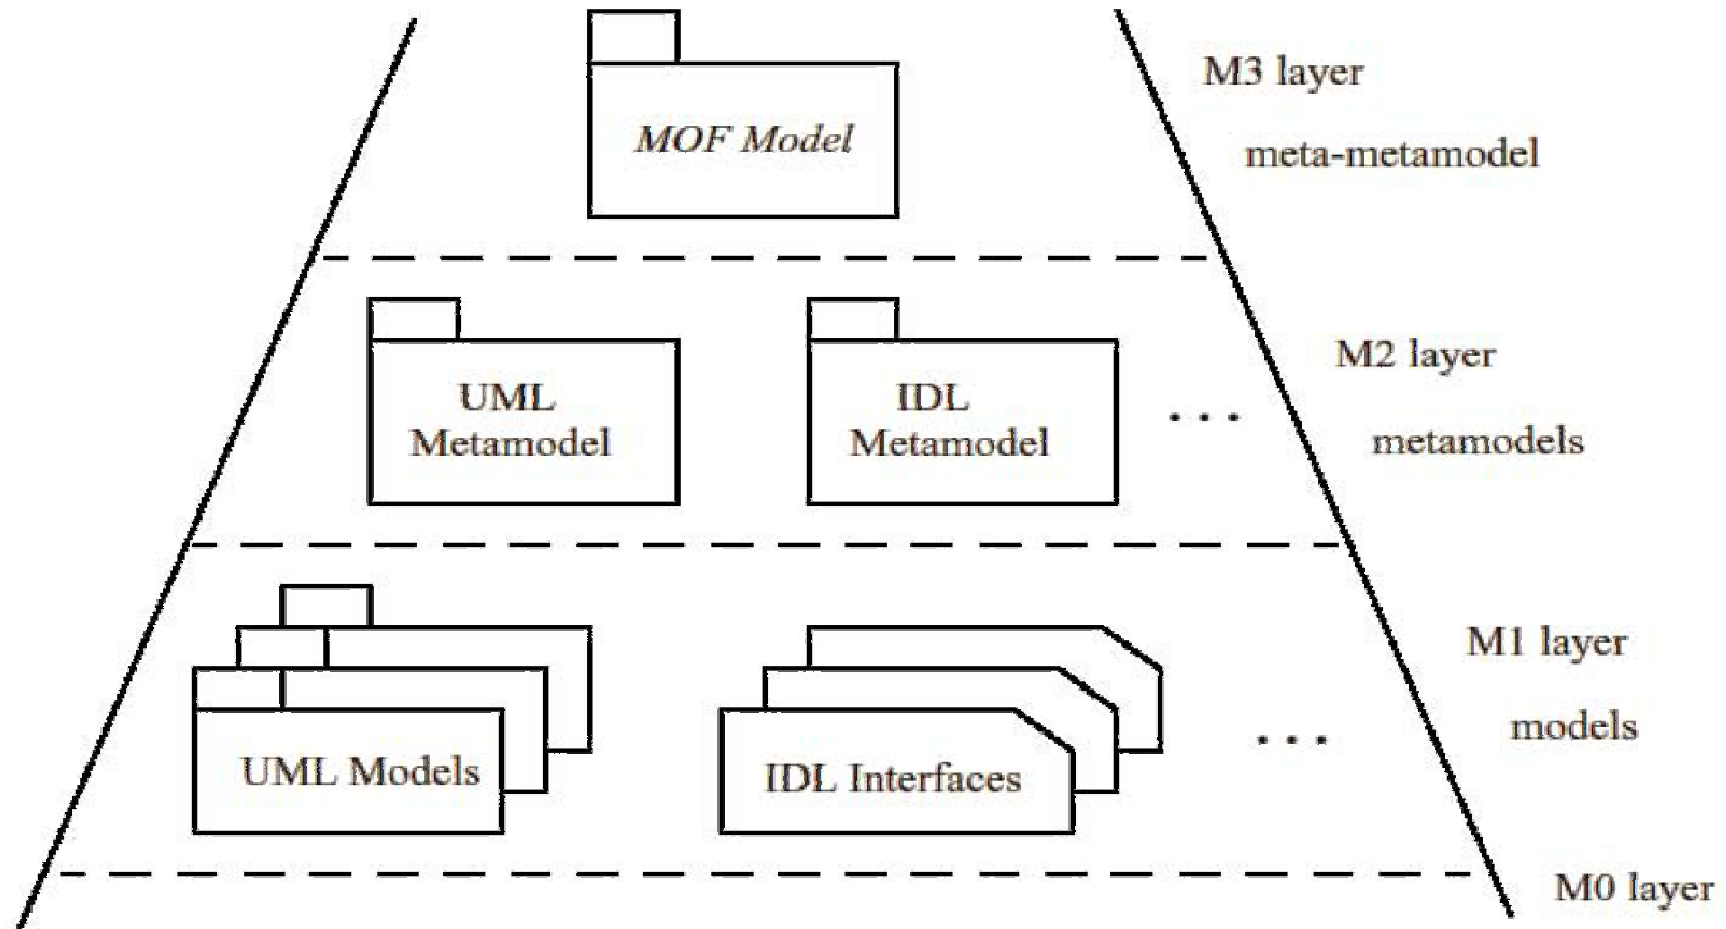 M3 layer
MOF Model
meta-metamodel
M2 layer
UML
Metamodel
IDL
Metamodel
...
metamodels
M1 layer
models
UML Models
IDL Interfaces
...
M0 layer